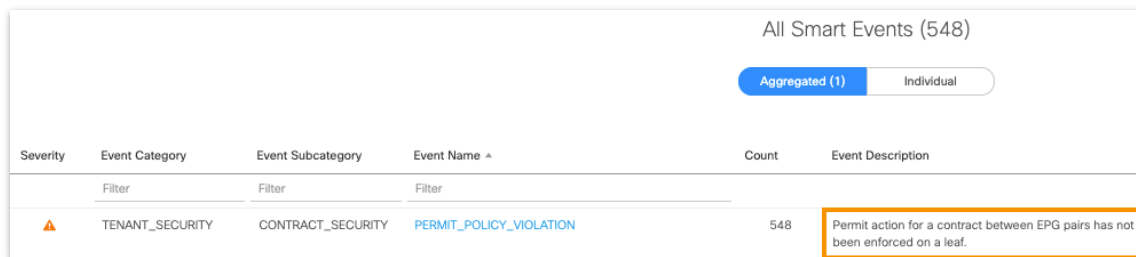 All Smart Events (548)
Aggregated (1) Individual
Severity Event Category Event Subcategory Event Name Count Event Description
Filter Filter Filter
TENANT_SECURITY CONTRACT_SECURITY PERMIT_POLICY_VIOLATION 548 Permit action for a contract between EPG pairs has not
been enforced on a leaf.